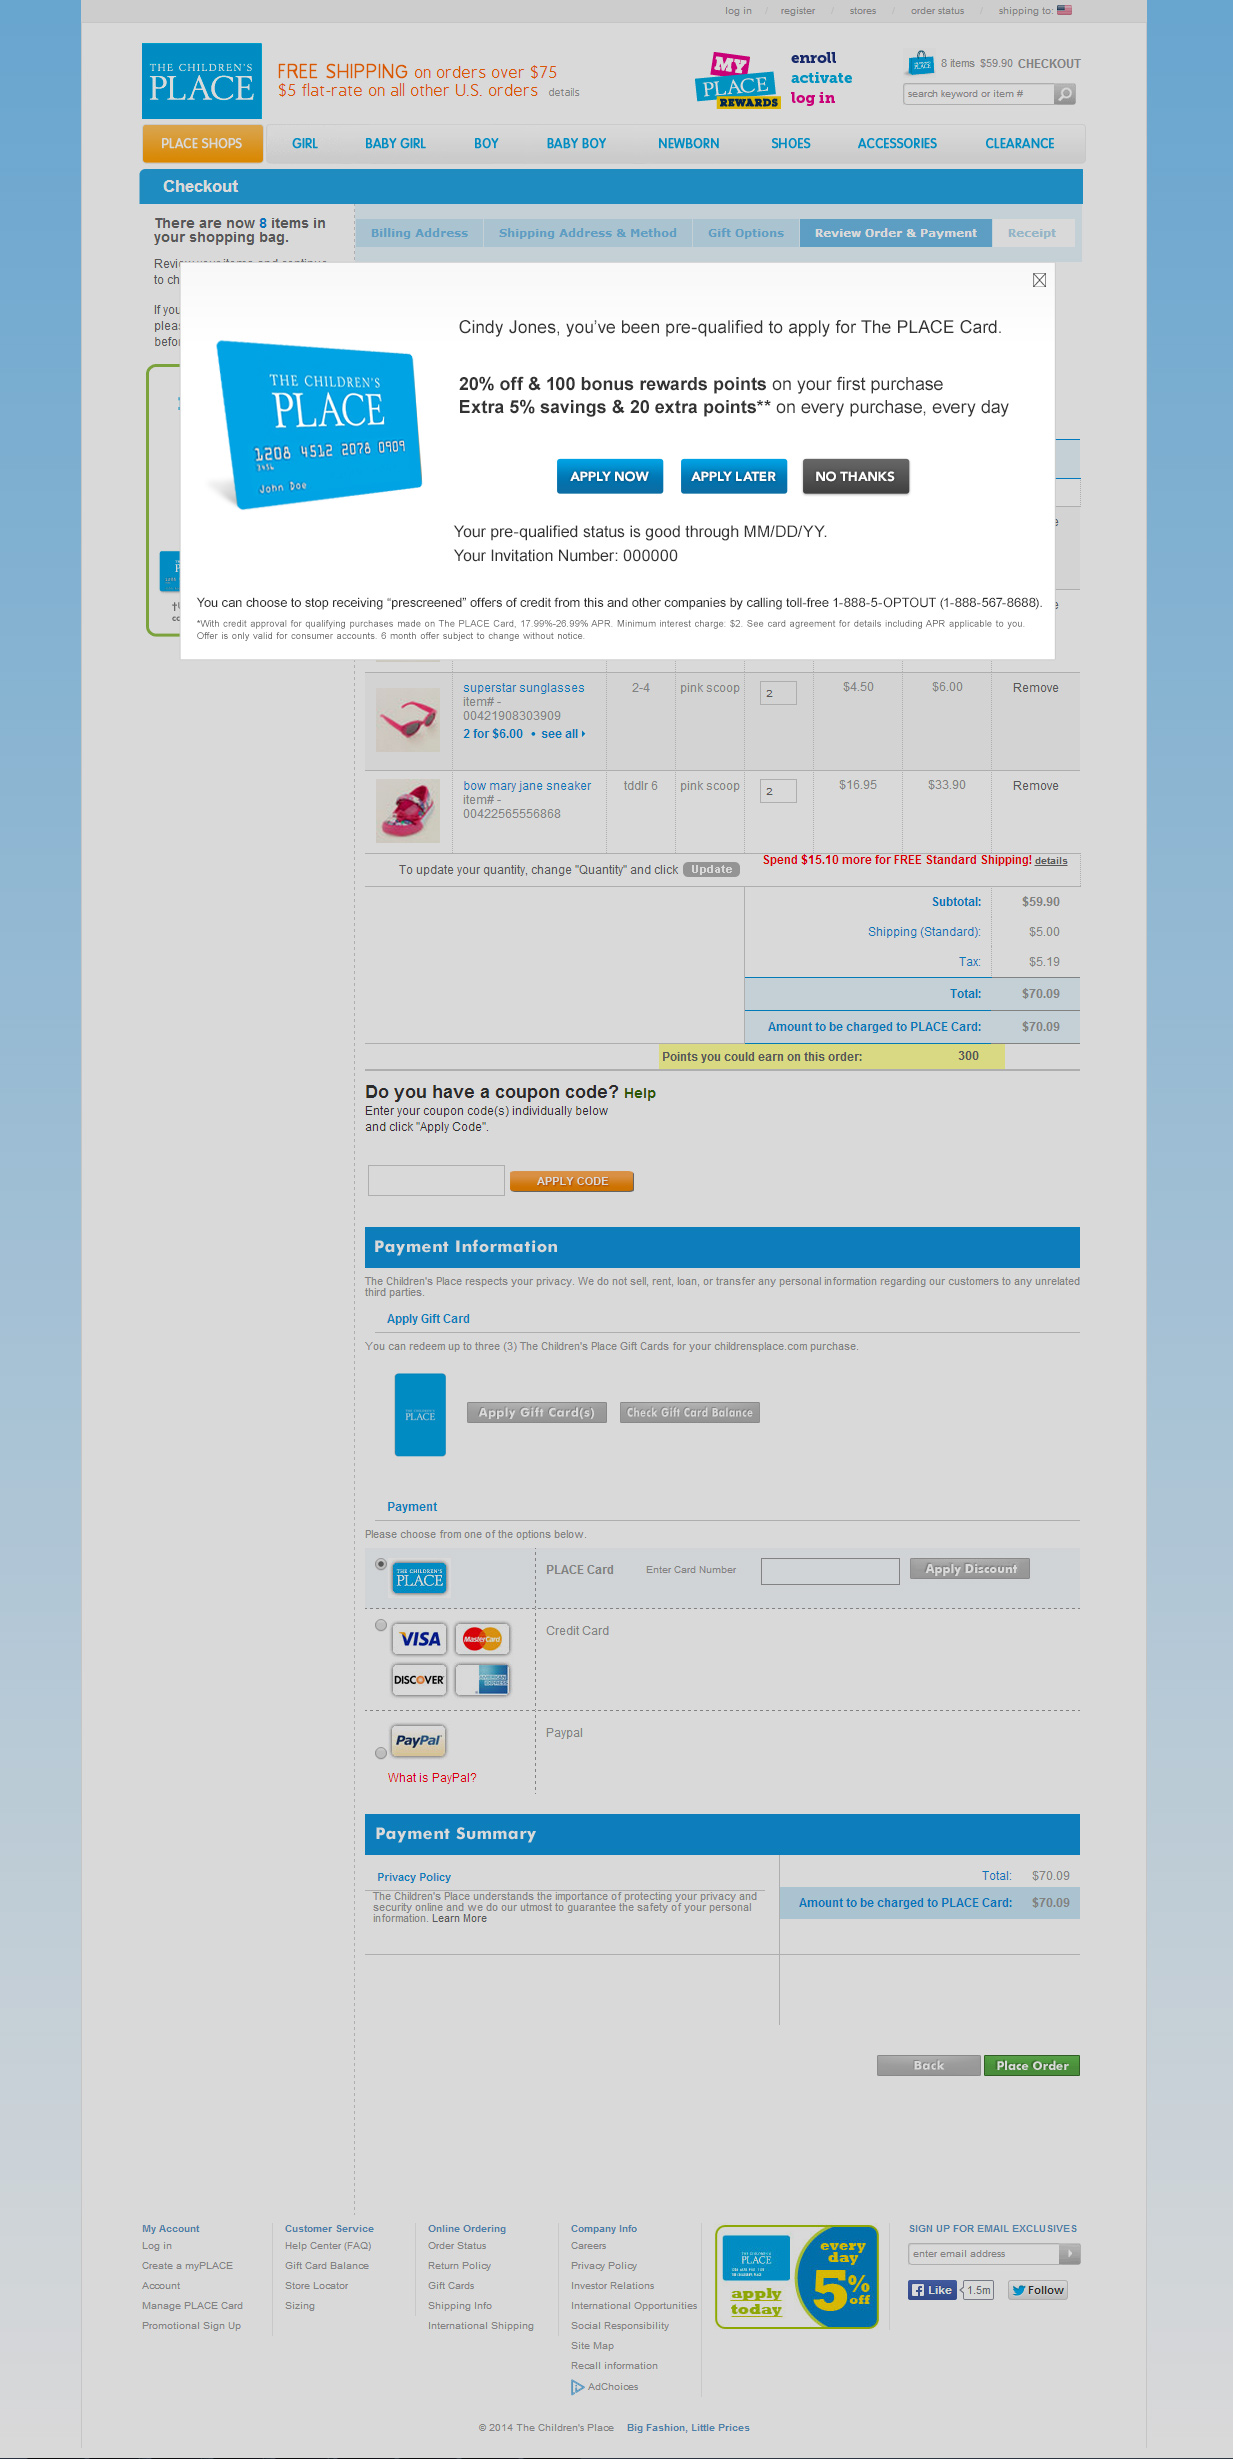 log in / register / stores / order status / shipping to:
THE CHILDREN'S
PLACE
FREE SHIPPING on orders over $75
$5 flat-rate on all other U.S. orders details
MY
PLACE
REWARDS
enroll
activate
log in
8 items $59.90 CHECKOUT
search keyword or item #
PLACE SHOPS GIRL BABY GIRL BOY BABY BOY NEWBORN SHOES ACCESSORIES CLEARANCE
Checkout
There are now 8 items in
your shopping bag.
Billing Address Shipping Address & Method Gift Options Review Order & Payment Receipt
to ch
If you
Cindy Jones, you've been pre-qualified to apply for The PLACE Card.
20% off & 100 bonus rewards points on your first purchase
Extra 5% savings & 20 extra points** on every purchase, every day
THE CHILDREN'S
PLACE
1208 4512 2078 0909
John Doe
APPLY NOW APPLY LATER NO THANKS
Your pre-qualified status is good through MM/DD/YY.
Your Invitation Number: 000000
You can choose to stop receiving “prescreened” offers of credit from this and other companies by calling toll-free 1-888-5-OPTOUT (1-888-567-8688).
*With credit approval for qualifying purchases made on The PLACE Card, 17.99%-26.99% APR. Minimum interest charge: $2. See card agreement for details including APR applicable to you.
Offer is only valid for consumer accounts. 6 month offer subject to change without notice.
superstar sunglasses 2-4 pink scoop 2 $4.50 $6.00 Remove
item# -
00421908303909
2 for $6.00 • see all
bow mary jane sneaker tddlr 6 pink scoop 2 $16.95 $33.90 Remove
item# -
00422565556868
Spend $15.10 more for FREE Standard Shipping! details
To update your quantity, change "Quantity" and click Update
Subtotal: $59.90
Shipping (Standard): $5.00
Tax: $5.19
Total: $70.09
Amount to be charged to PLACE Card: $70.09
Points you could earn on this order: 300
Do you have a coupon code? Help
Enter your coupon code(s) individually below
and click "Apply Code".
APPLY CODE
Payment Information
The Children's Place respects your privacy. We do not sell, rent, loan, or transfer any personal information regarding our customers to any unrelated
third parties.
Apply Gift Card
You can redeem up to three (3) The Children's Place Gift Cards for your childrensplace.com purchase.
PLACE
Apply Gift Card(s) Check Gift Card Balance
Payment
Please choose from one of the options below.
THE CHILDREN'S
PLACE
PLACE Card Enter Card Number Apply Discount
VISA MasterCard Credit Card
DISCOVER AMERICAN EXPRESS
PayPal Paypal
What is PayPal?
Payment Summary
Privacy Policy
The Children's Place understands the importance of protecting your privacy and
security online and we do our utmost to guarantee the safety of your personal
information. Learn More
Total: $70.09
Amount to be charged to PLACE Card: $70.09
Back Place Order
My Account
Log in
Create a myPLACE
Account
Manage PLACE Card
Promotional Sign Up
Customer Service
Help Center (FAQ)
Gift Card Balance
Store Locator
Sizing
Online Ordering
Order Status
Return Policy
Gift Cards
Shipping Info
International Shipping
Company Info
Careers
Privacy Policy
Investor Relations
International Opportunities
Social Responsibility
Site Map
Recall information
AdChoices
PLACE
apply
today
every
day
5%
off
SIGN UP FOR EMAIL EXCLUSIVES
enter email address
Like 1.5m Follow
© 2014 The Children's Place Big Fashion, Little Prices